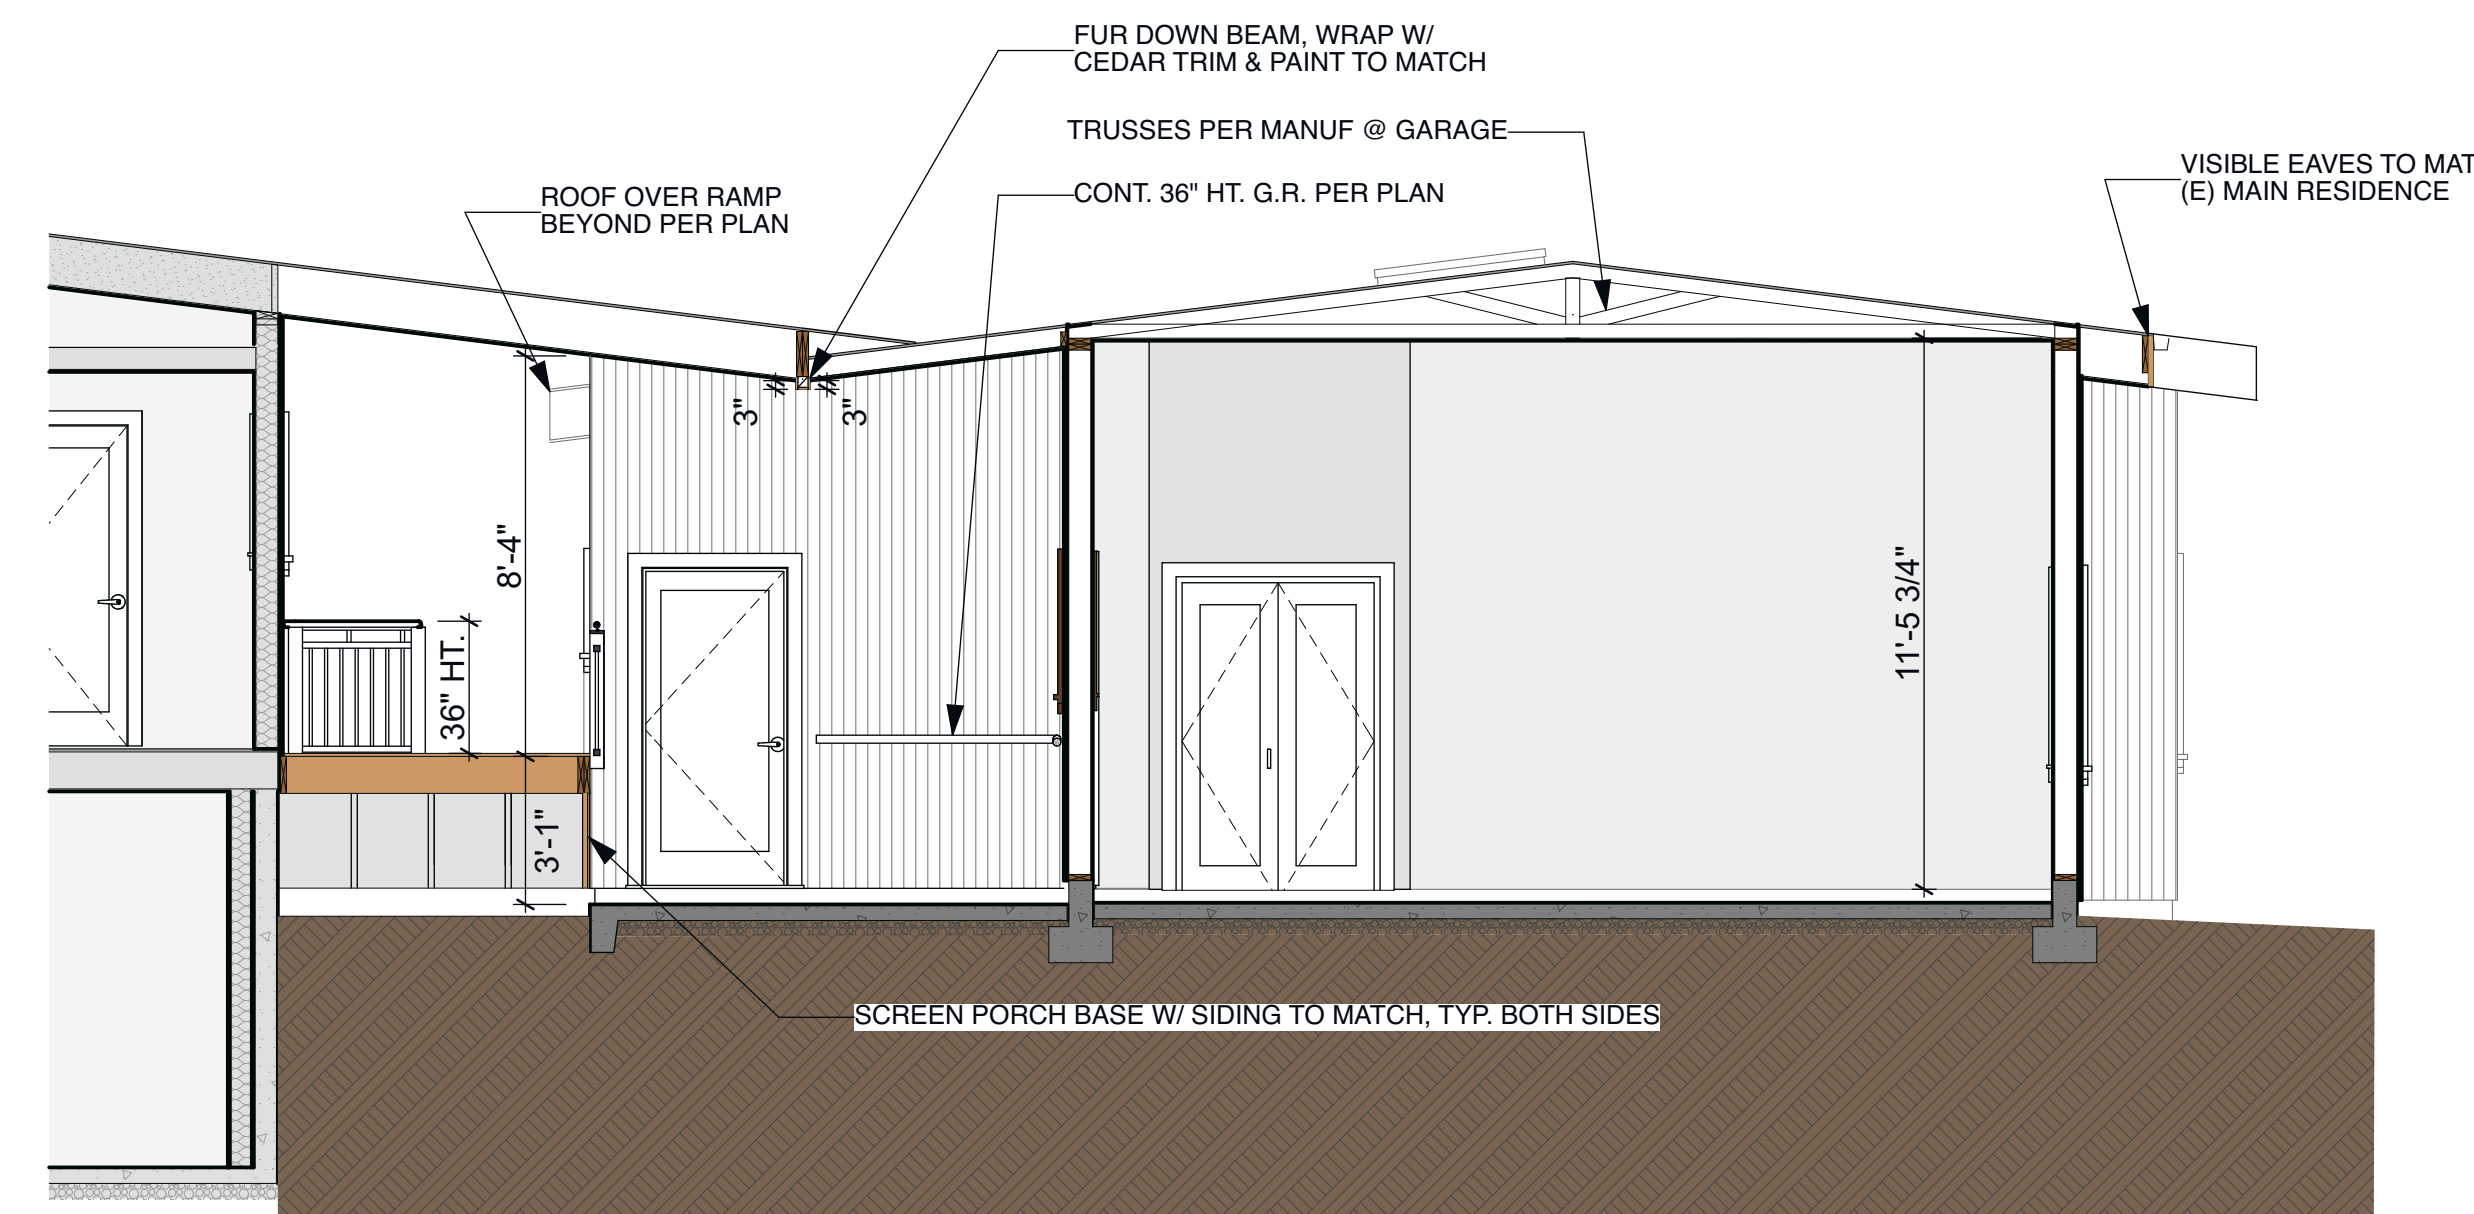 FUR DOWN BEAM, WRAP W/
CEDAR TRIM & PAINT TO MATCH
TRUSSES PER MANUF @ GARAGE
CONT. 36" HT. G.R. PER PLAN
VISIBLE EAVES TO MAT
(E) MAIN RESIDENCE
ROOF OVER RAMP
BEYOND PER PLAN
3"
3"
8'-4"
36" HT.
3'-1"
11'-5 3/4"
SCREEN PORCH BASE W/ SIDING TO MATCH, TYP. BOTH SIDES